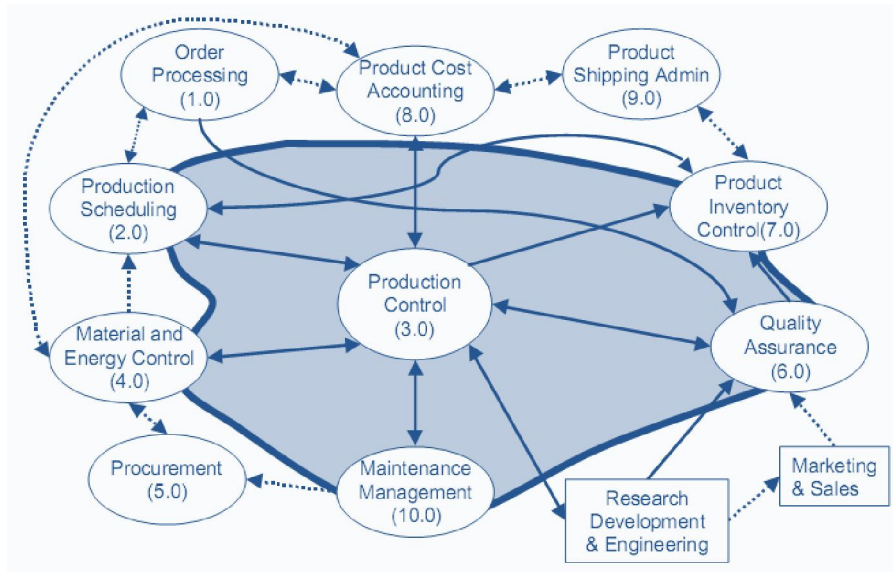 Order
Processing
(1.0)
Product Cost
Accounting
(8.0)
Product
Shipping Admin
(9.0)
Production
Scheduling
(2.0)
Product
Inventory
Control(7.0)
Production
Control
(3.0)
Material and
Energy Control
(4.0)
Quality
Assurance
(6.0)
Procurement
(5.0)
Maintenance
Management
(10.0)
Research
Development
& Engineering
Marketing
& Sales